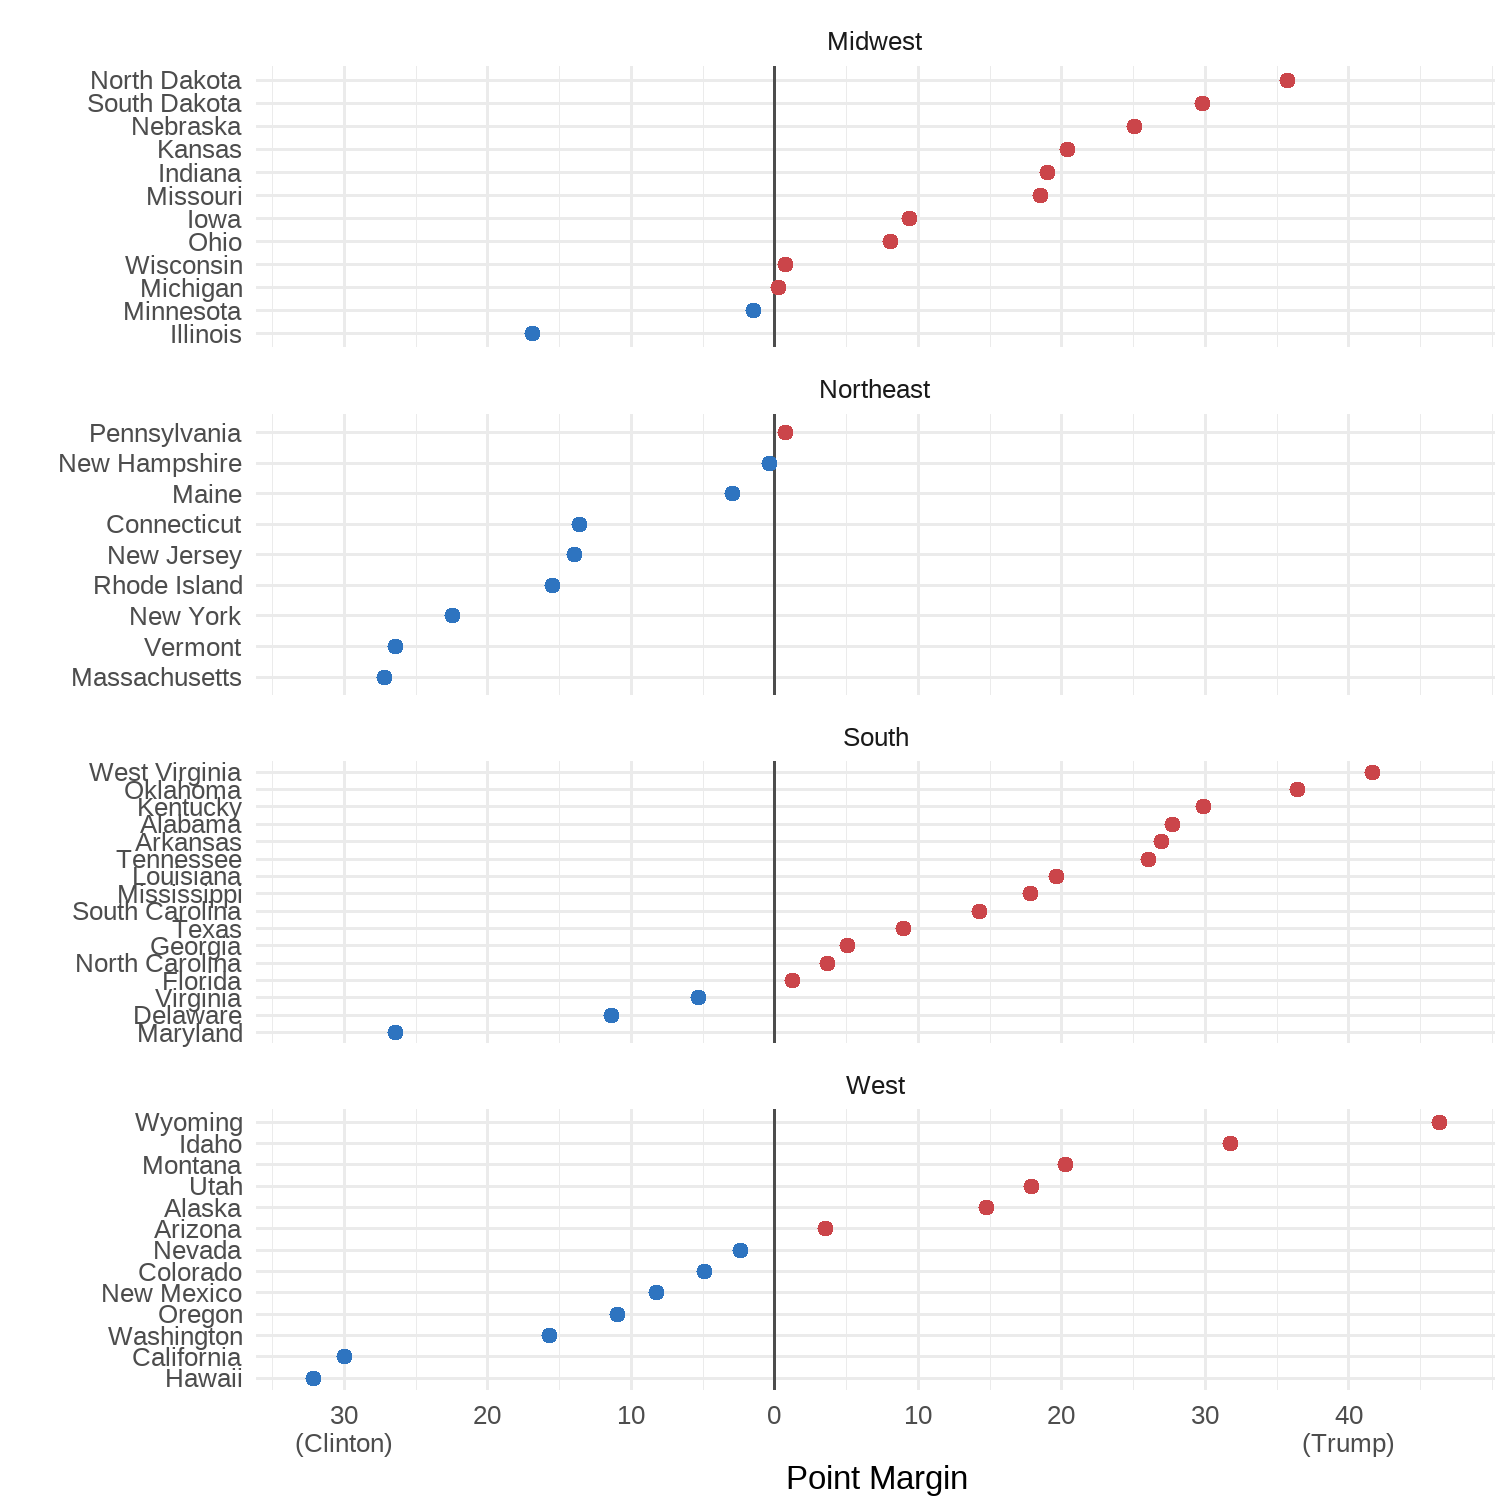 Midwest
North Dakota
South Dakota
Nebraska
Kansas
Indiana
Missouri
Iowa
Ohio
Wisconsin
Michigan
Minnesota
Illinois
Northeast
Pennsylvania
New Hampshire
Maine
Connecticut
New Jersey
Rhode Island
New York
Vermont
Massachusetts
South
West Virginia
Oklahoma
Kentucky
Alabama
Arkansas
Tennessee
Louisiana
Mississippi
South Carolina
Texas
Georgia
North Carolina
Florida
Virginia
Delaware
Maryland
West
Wyoming
Idaho
Montana
Utah
Alaska
Arizona
Nevada
Colorado
New Mexico
Oregon
Washington
California
Hawaii
30 20 10 0 10 20 30 40
(Clinton) (Trump)
Point Margin